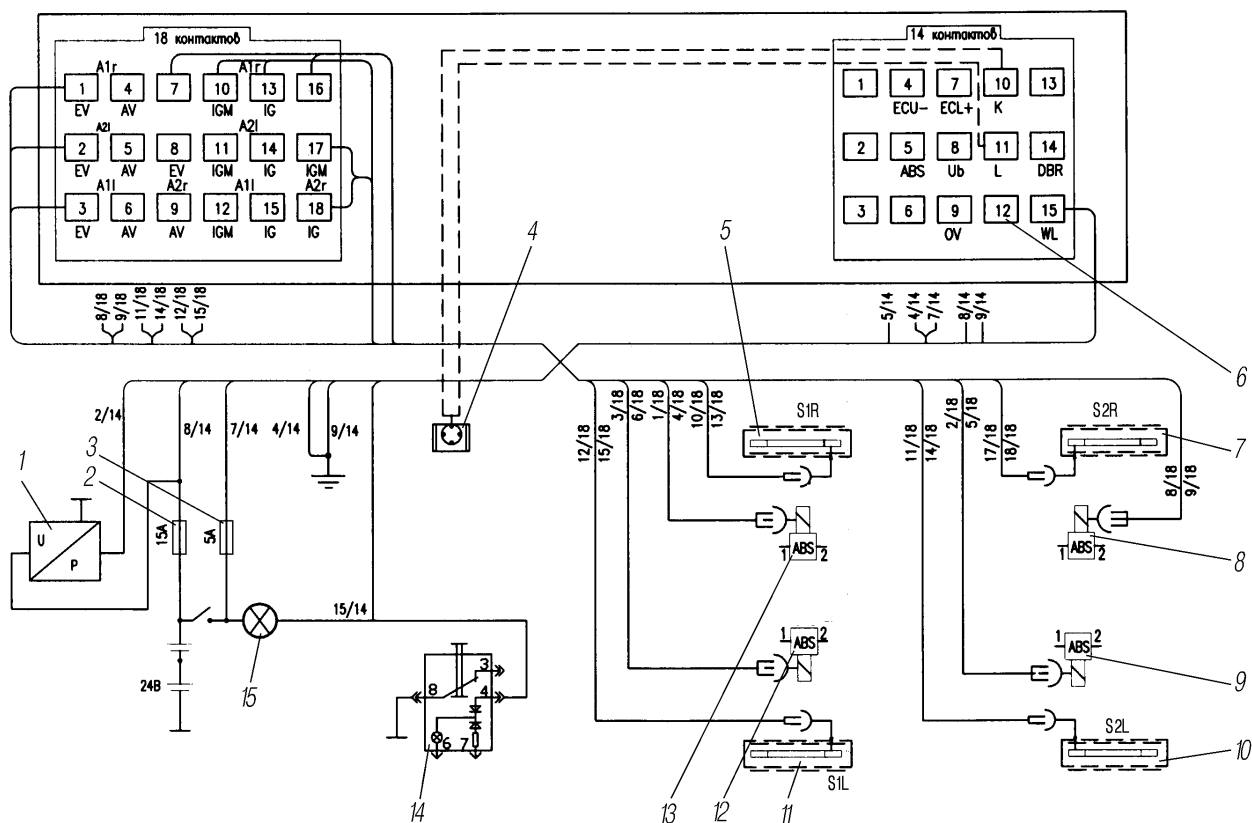 18 контактов
14 контактов
A1r A1r
1 4 7 10 13 16
EV AV IGM IG
A2l A2l
2 5 8 11 14 17
EV AV EV IGM IG IGM
A1l A2r A1l A2r
3 6 9 12 15 18
EV AV AV IGM IG IG
1 4 7 10 13
ECU- ECL+ K
2 5 8 11 14
ABS Ub L DBR
3 6 9 12 15
OV WL
4
5
6
8/18
9/18
11/18
14/18
12/18
15/18
5/14
4/14
7/14
8/14
9/14
2/14
8/14
7/14
4/14
9/14
12/18
15/18
3/18
6/18
1/18
4/18
10/18
13/18
11/18
14/18
2/18
5/18
17/18
18/18
8/18
9/18
S1R
S2R
7
1
2
3
U
P
15A
5A
1 ABS 2
1 ABS 2
8
13
15/14
24В
15
8
3
4
6
7
14
1 ABS 2
12
1 ABS 2
9
S1L
11
S2L
10